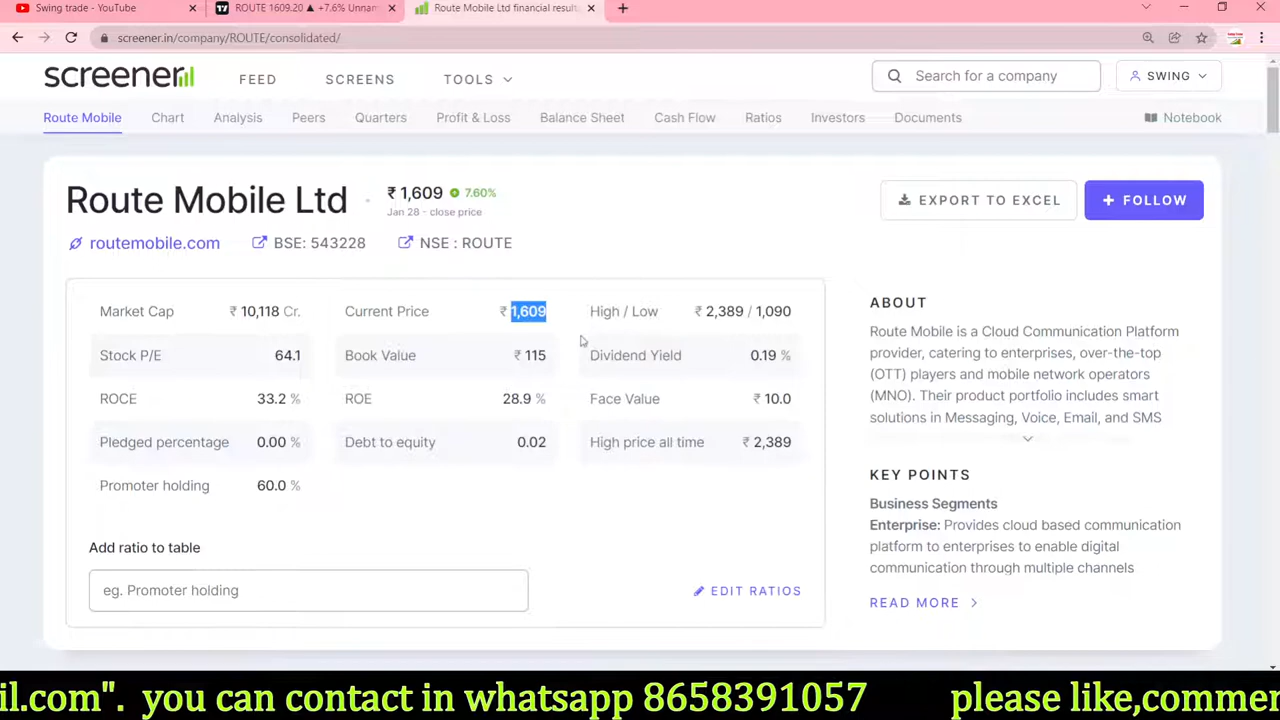 Swing trade - YouTube
ROUTE 1609.20 ▲ +7.6% Unnam
Route Mobile Ltd financial result
screener.in/company/ROUTE/consolidated/
screener
FEED
SCREENS
TOOLS
Search for a company
SWING
Route Mobile
Chart
Analysis
Peers
Quarters
Profit & Loss
Balance Sheet
Cash Flow
Ratios
Investors
Documents
Notebook
Route Mobile Ltd
₹ 1,609 7.60%
Jan 28 - close price
EXPORT TO EXCEL
+ FOLLOW
routemobile.com
BSE: 543228
NSE : ROUTE
Market Cap ₹ 10,118 Cr.
Current Price ₹ 1,609
High / Low ₹ 2,389 / 1,090
Stock P/E 64.1
Book Value ₹ 115
Dividend Yield 0.19 %
ROCE 33.2 %
ROE 28.9 %
Face Value ₹ 10.0
Pledged percentage 0.00 %
Debt to equity 0.02
High price all time ₹ 2,389
Promoter holding 60.0 %
Add ratio to table
eg. Promoter holding
EDIT RATIOS
ABOUT
Route Mobile is a Cloud Communication Platform
provider, catering to enterprises, over-the-top
(OTT) players and mobile network operators
(MNO). Their product portfolio includes smart
solutions in Messaging, Voice, Email, and SMS
KEY POINTS
Business Segments
Enterprise: Provides cloud based communication
platform to enterprises to enable digital
communication through multiple channels
READ MORE
il.com". you can contact in whatsapp 8658391057 please like,commer